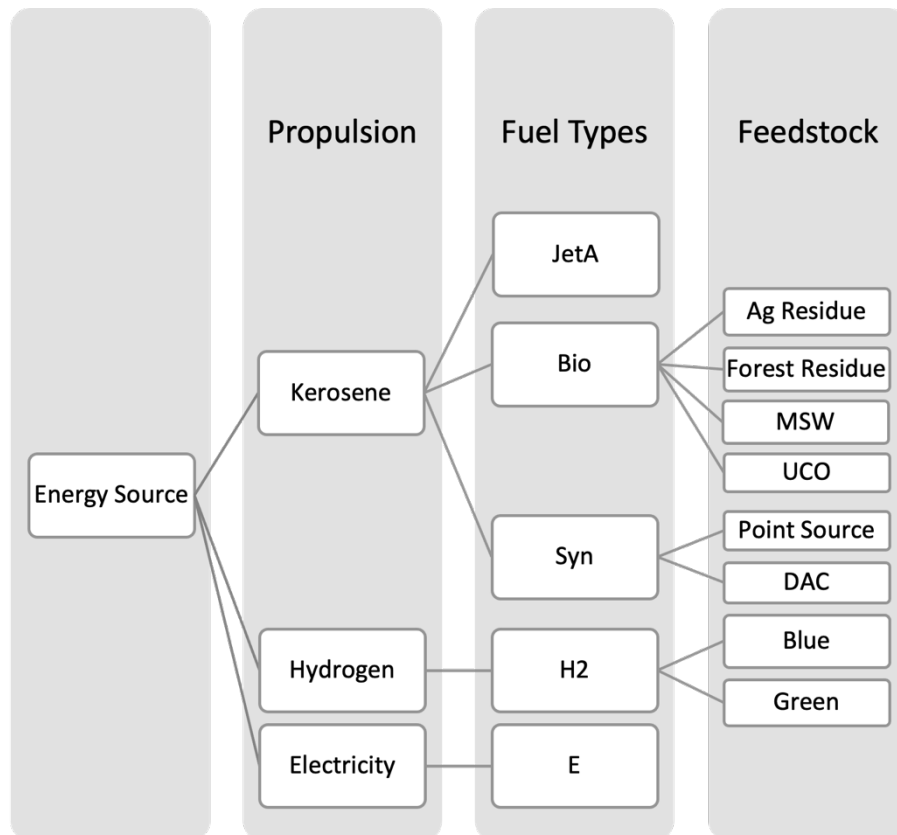 Propulsion
Fuel Types
Feedstock
JetA
Ag Residue
Bio
Forest Residue
Kerosene
MSW
UCO
Energy Source
Point Source
Syn
DAC
Blue
Hydrogen
H2
Green
Electricity
E